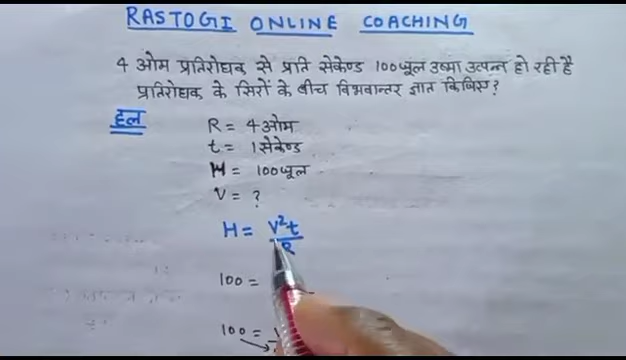 RASTOGI ONLINE COACHING
4 ओम प्रतिरोधक से प्रति सेकेण्ड 100 जूल उष्मा उत्पन्न हो रही है
प्रतिरोधक के सिरों के बीच विभवान्तर ज्ञात किजिए?
हल
R = 4 ओम
t = 1 सेकेण्ड
H = 100 जूल
V = ?
H = V²t
R
100 =
100 =